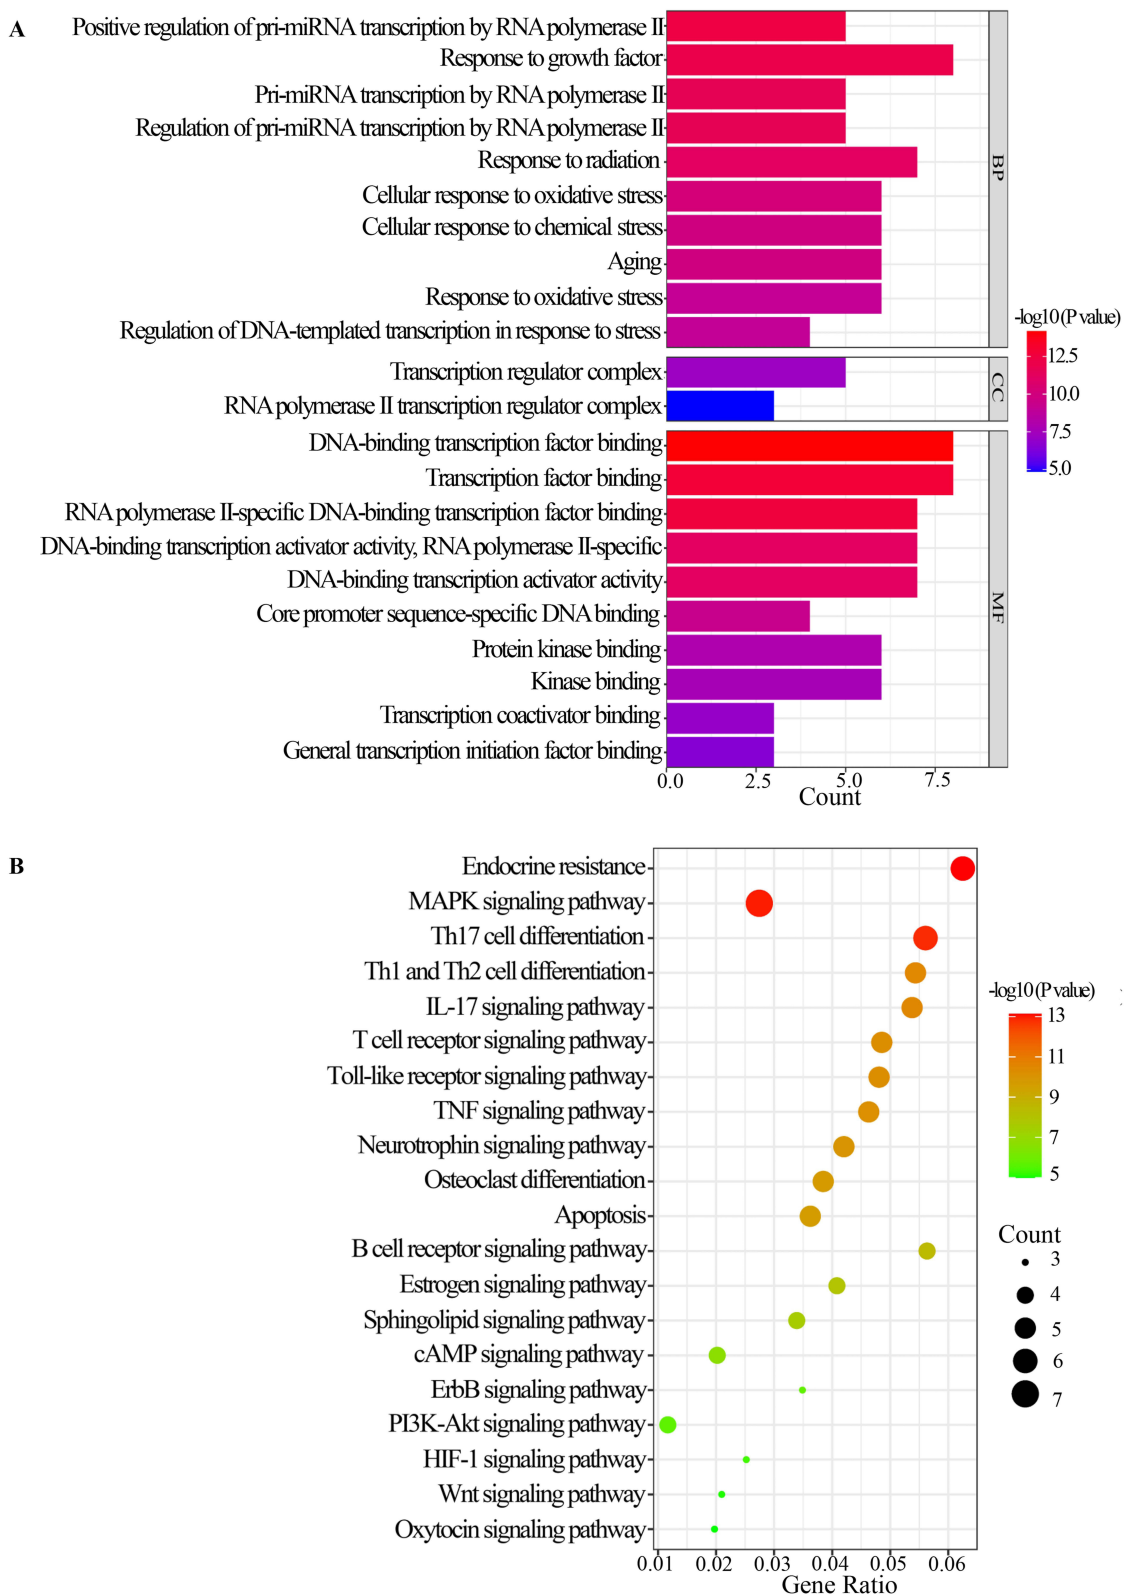 A
Positive regulation of pri-miRNA transcription by RNA polymerase II
Response to growth factor
Pri-miRNA transcription by RNA polymerase II
Regulation of pri-miRNA transcription by RNA polymerase II
Response to radiation
Cellular response to oxidative stress
Cellular response to chemical stress
Aging
Response to oxidative stress
Regulation of DNA-templated transcription in response to stress
BP
Transcription regulator complex
RNA polymerase II transcription regulator complex
CC
DNA-binding transcription factor binding
Transcription factor binding
RNA polymerase II-specific DNA-binding transcription factor binding
DNA-binding transcription activator activity, RNA polymerase II-specific
DNA-binding transcription activator activity
Core promoter sequence-specific DNA binding
Protein kinase binding
Kinase binding
Transcription coactivator binding
General transcription initiation factor binding
MF
0.0 2.5 5.0 7.5
Count
-log10 (P value)
12.5
10.0
7.5
5.0
B
Endocrine resistance
MAPK signaling pathway
Th17 cell differentiation
Th1 and Th2 cell differentiation
IL-17 signaling pathway
T cell receptor signaling pathway
Toll-like receptor signaling pathway
TNF signaling pathway
Neurotrophin signaling pathway
Osteoclast differentiation
Apoptosis
B cell receptor signaling pathway
Estrogen signaling pathway
Sphingolipid signaling pathway
cAMP signaling pathway
ErbB signaling pathway
PI3K-Akt signaling pathway
HIF-1 signaling pathway
Wnt signaling pathway
Oxytocin signaling pathway
0.01 0.02 0.03 0.04 0.05 0.06
Gene Ratio
-log10 (P value)
13
11
9
7
5
Count
3
4
5
6
7